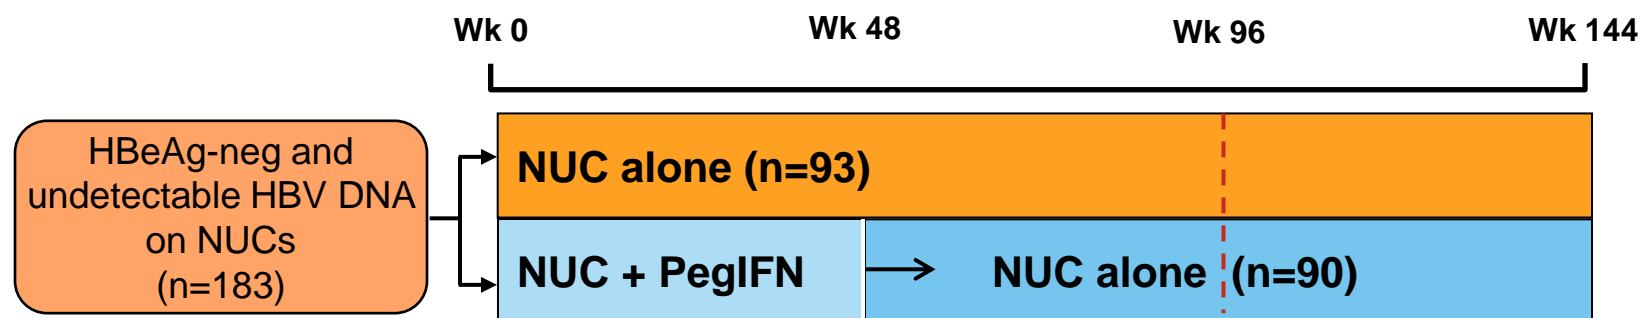 Wk 0
Wk 48
Wk 96
Wk 144
HBeAg-neg and
undetectable HBV DNA
on NUCs
(n=183)
NUC alone (n=93)
NUC + PegIFN
NUC alone (n=90)